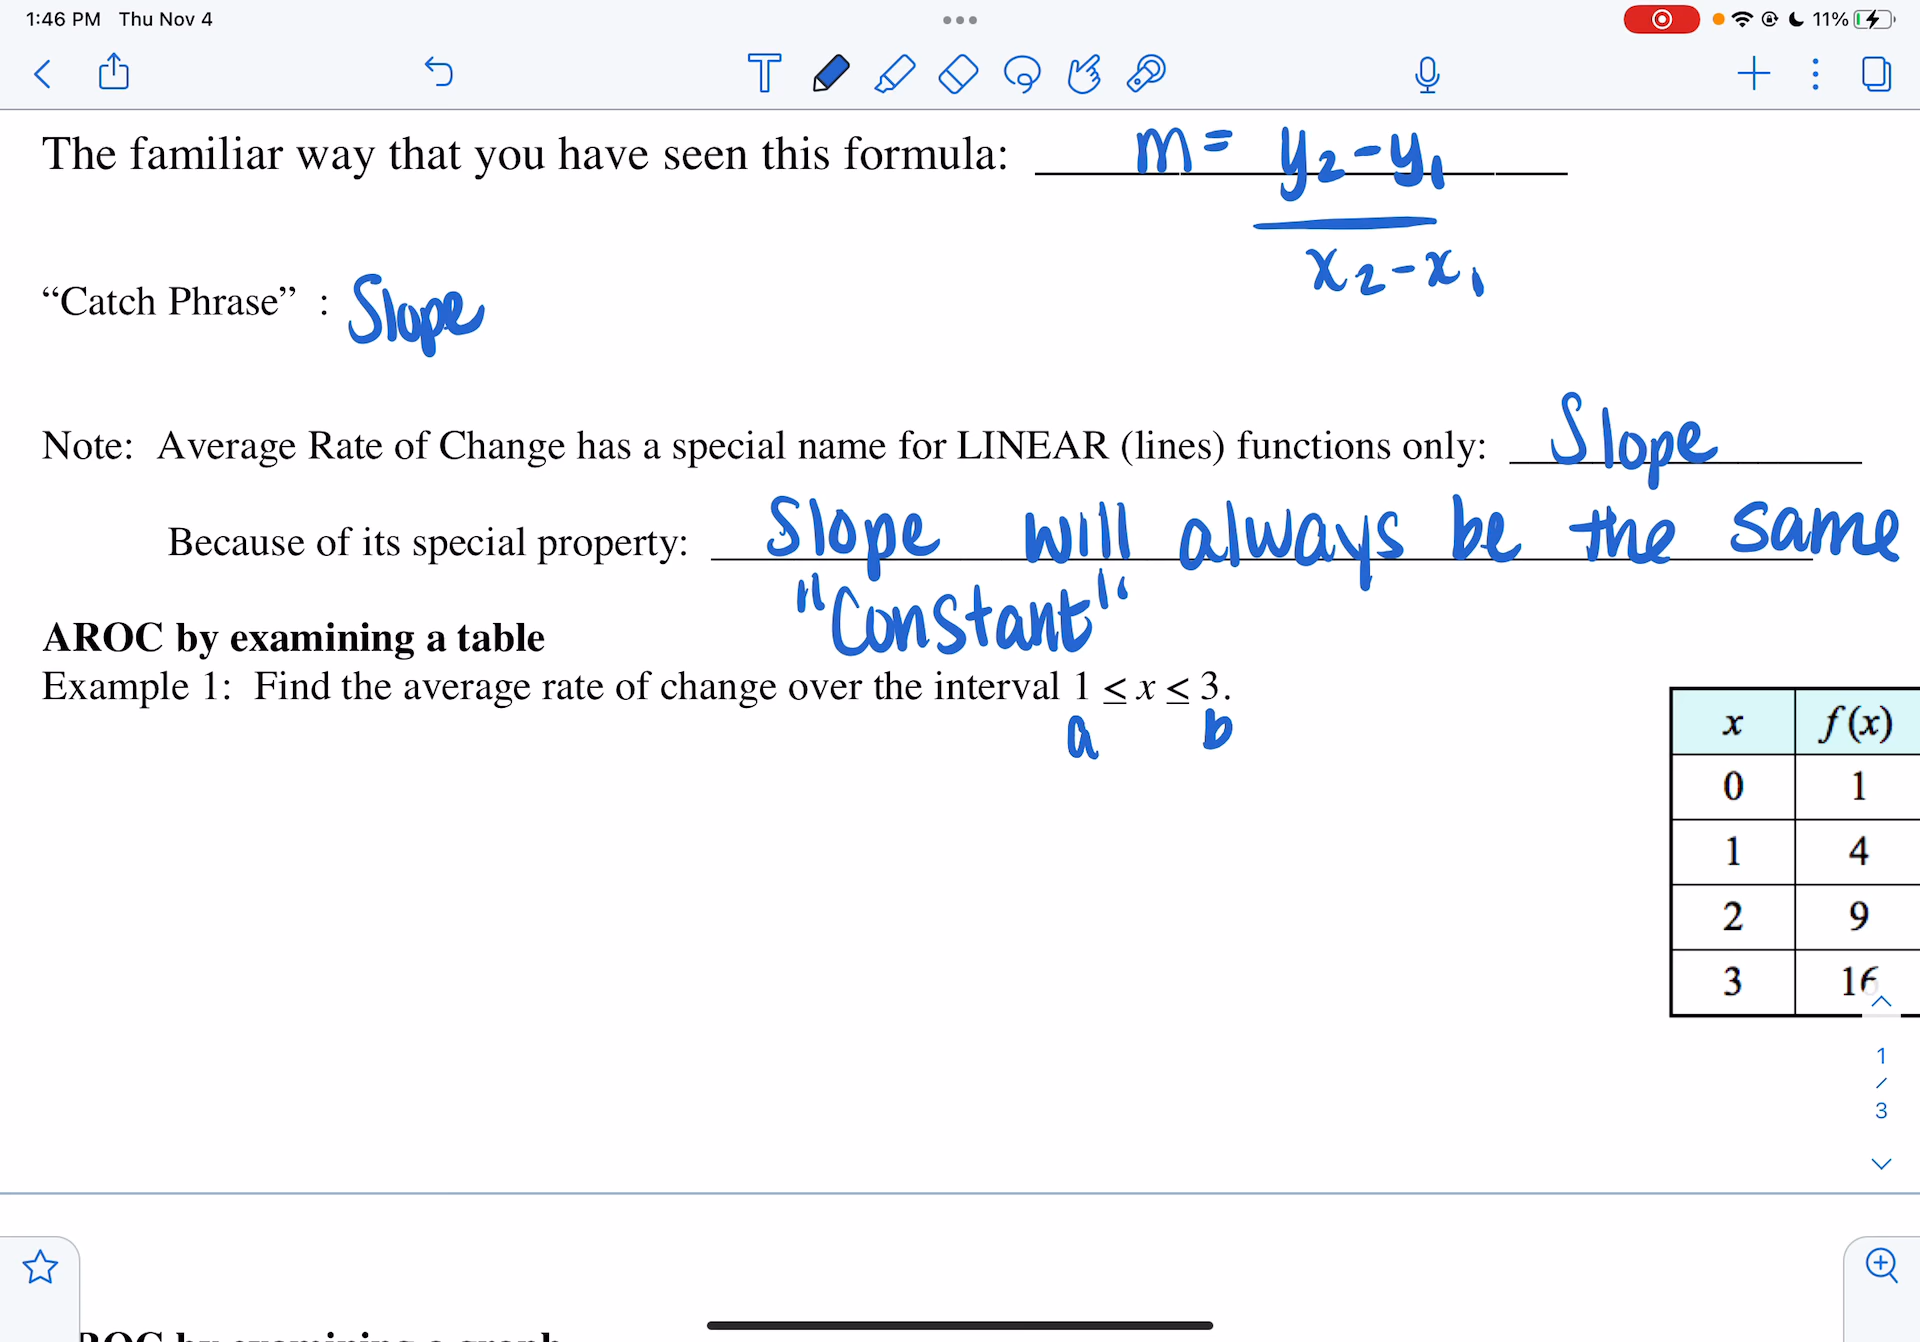 1:46 PM Thu Nov 4
11%
The familiar way that you have seen this formula: m = y₂-y₁
x₂-x₁
“Catch Phrase” : Slope
Note: Average Rate of Change has a special name for LINEAR (lines) functions only: Slope
Because of its special property: Slope will always be the same
"Constant"
AROC by examining a table
Example 1: Find the average rate of change over the interval 1 ≤ x ≤ 3.
a b
x f(x)
0 1
1 4
2 9
3 16
1
/
3